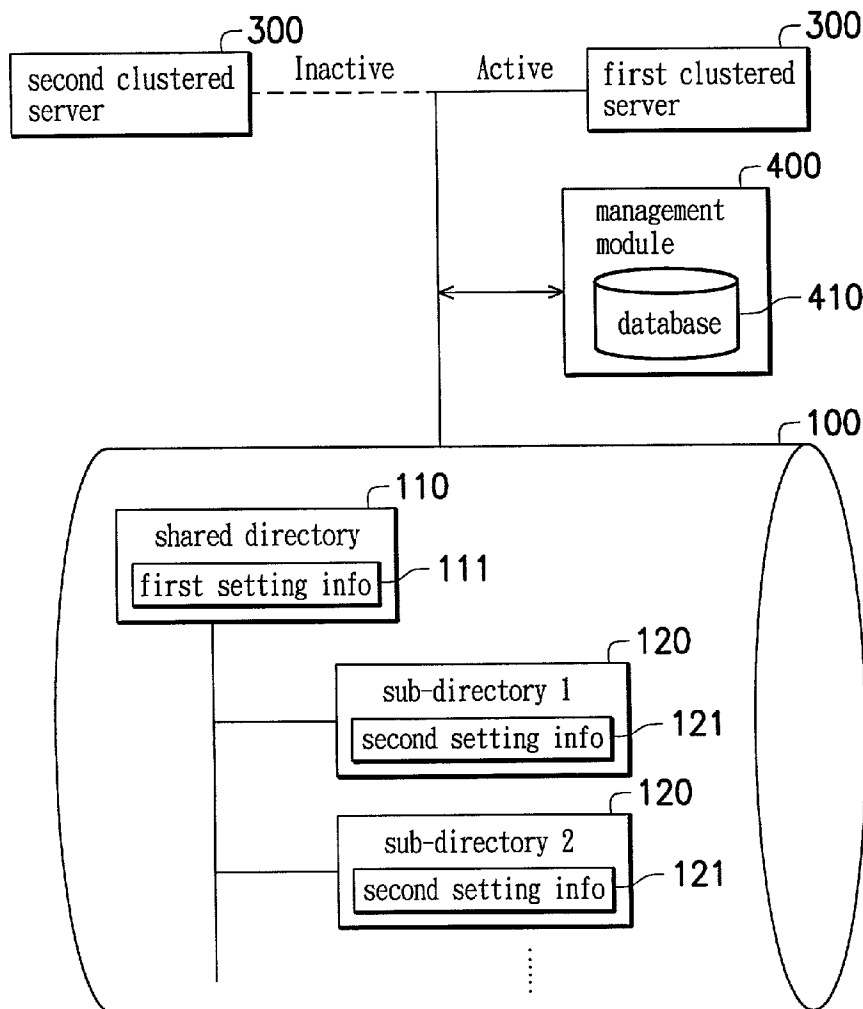 300
300
second clustered
server
Inactive
Active
first clustered
server
400
management
module
410
database
100
110
shared directory
first setting info
111
120
sub-directory 1
second setting info
121
120
sub-directory 2
second setting info
121